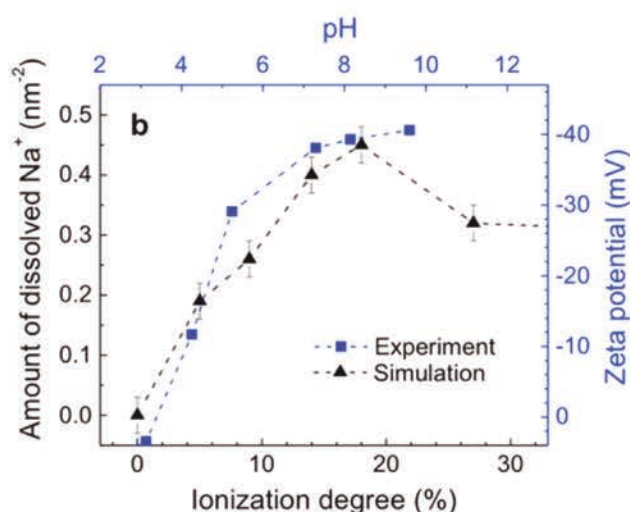 pH
2 4 6 8 10 12
b
Amount of dissolved Na⁺ (nm⁻²)
0.5
0.4
0.3
0.2
0.1
0.0
-40
-30
-20
-10
0
Zeta potential (mV)
Experiment
Simulation
0 10 20 30
Ionization degree (%)